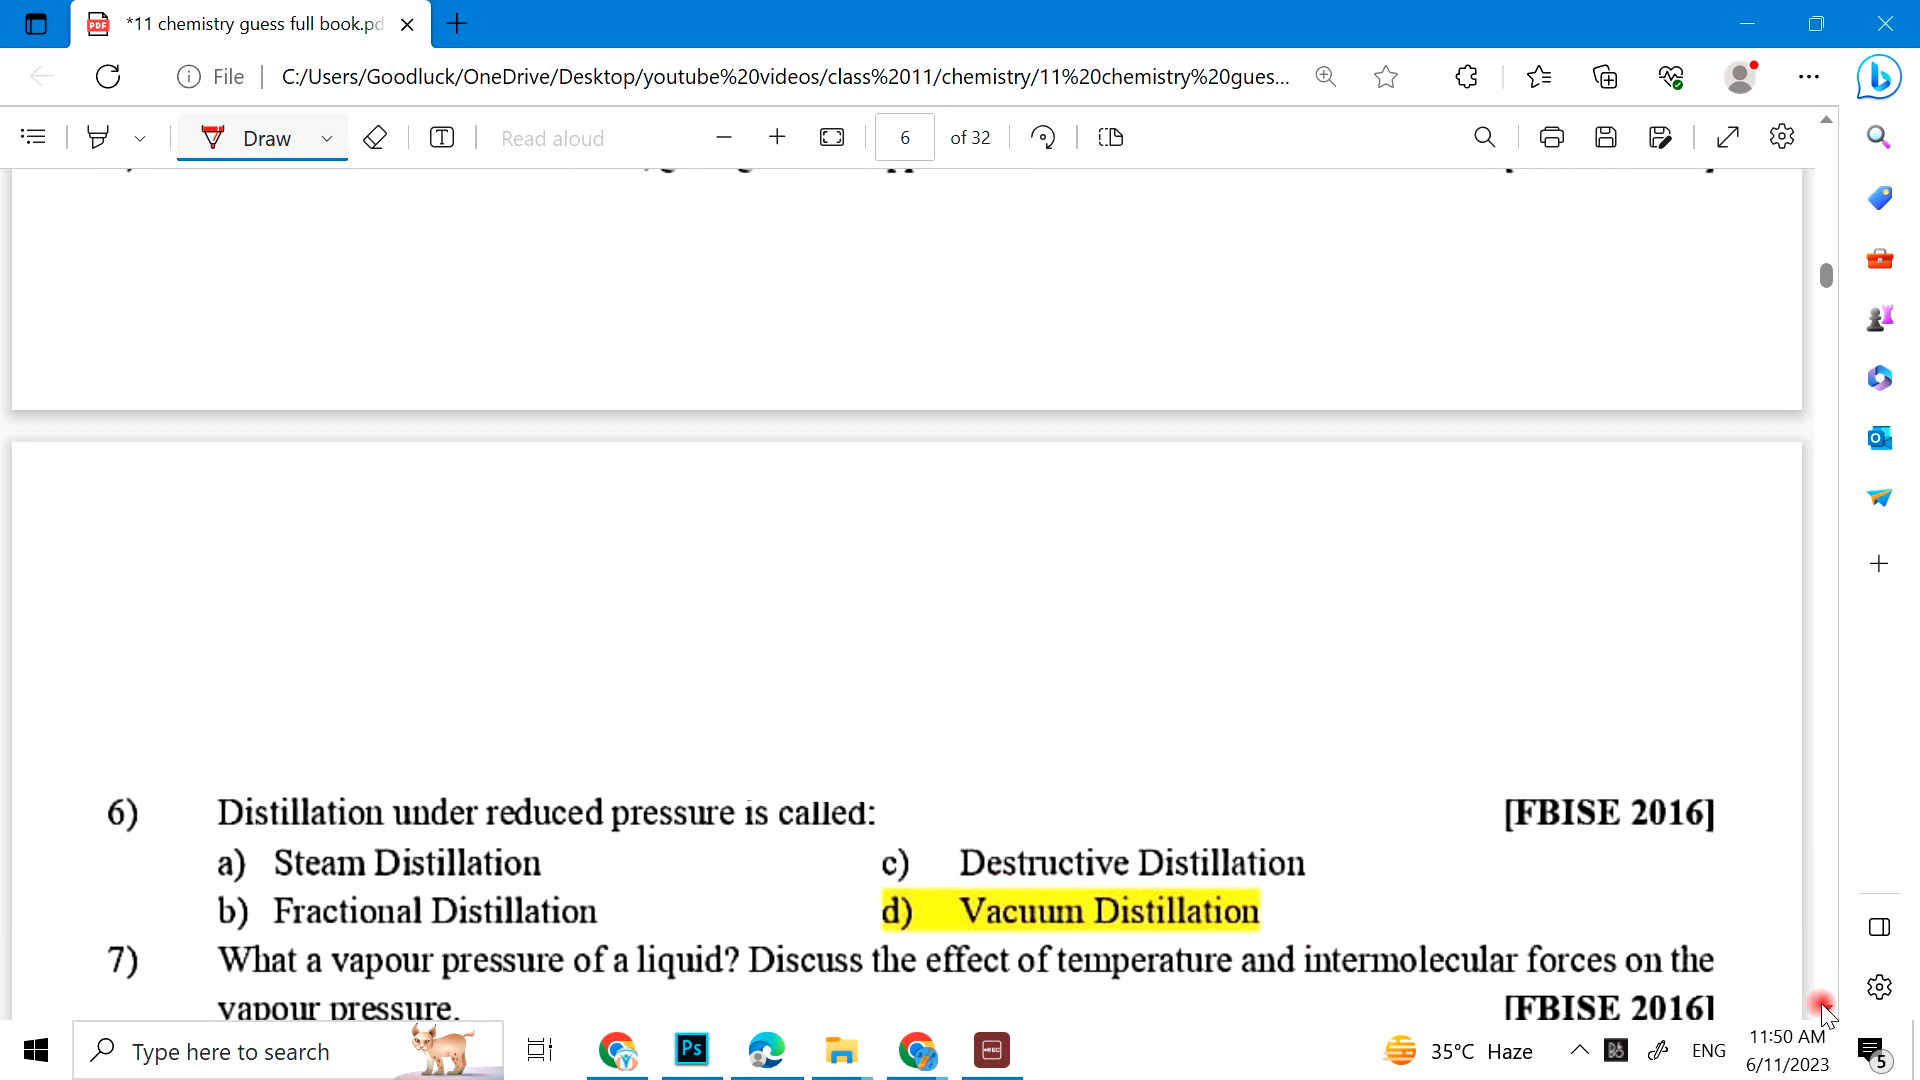 *11 chemistry guess full book.pd
File
C:/Users/Goodluck/OneDrive/Desktop/youtube%20videos/class%2011/chemistry/11%20chemistry%20gues...
Draw
Read aloud
6 of 32
6) Distillation under reduced pressure is called: [FBISE 2016]
a) Steam Distillation c) Destructive Distillation
b) Fractional Distillation d) Vacuum Distillation
7) What a vapour pressure of a liquid? Discuss the effect of temperature and intermolecular forces on the
vapour pressure. [FBISE 2016]
Type here to search
35°C Haze
ENG
11:50 AM
6/11/2023
5